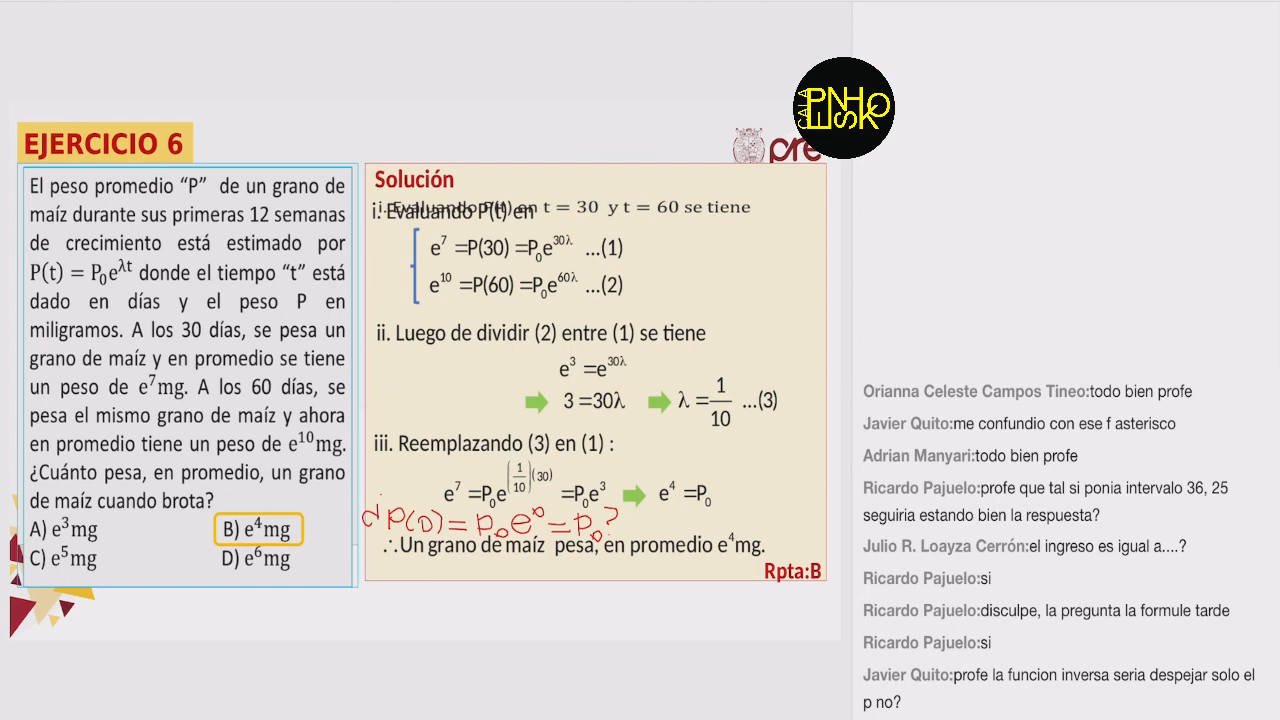 EJERCICIO 6
El peso promedio “P” de un grano de
maíz durante sus primeras 12 semanas
de crecimiento está estimado por
P(t) = P₀e^λt donde el tiempo “t” está
dado en días y el peso P en
miligramos. A los 30 días, se pesa un
grano de maíz y en promedio se tiene
un peso de e⁷mg. A los 60 días, se
pesa el mismo grano de maíz y ahora
en promedio tiene un peso de e¹⁰mg.
¿Cuánto pesa, en promedio, un grano
de maíz cuando brota?
A) e³mg B) e⁴mg
C) e⁵mg D) e⁶mg
CALA
PEN
HSKO
pre
Solución
i. Evaluando P(t) en t = 30 y t = 60 se tiene
i. Evaluando P(t) en
e⁷ =P(30) =P₀e^30λ ...(1)
e¹⁰ =P(60) =P₀e^60λ ...(2)
ii. Luego de dividir (2) entre (1) se tiene
e³ =e^30λ
3 =30λ λ =1/10 ...(3)
iii. Reemplazando (3) en (1) :
e⁷ =P₀e^(1/10)(30) =P₀e³ e⁴ =P₀
¿P(0) = P₀e⁰ = P₀?
∴Un grano de maíz pesa, en promedio e⁴mg.
Rpta:B
Orianna Celeste Campos Tineo:todo bien profe
Javier Quito:me confundio con ese f asterisco
Adrian Manyari:todo bien profe
Ricardo Pajuelo:profe que tal si ponia intervalo 36, 25
seguiria estando bien la respuesta?
Julio R. Loayza Cerrón:el ingreso es igual a....?
Ricardo Pajuelo:si
Ricardo Pajuelo:disculpe, la pregunta la formule tarde
Ricardo Pajuelo:si
Javier Quito:profe la funcion inversa seria despejar solo el
p no?